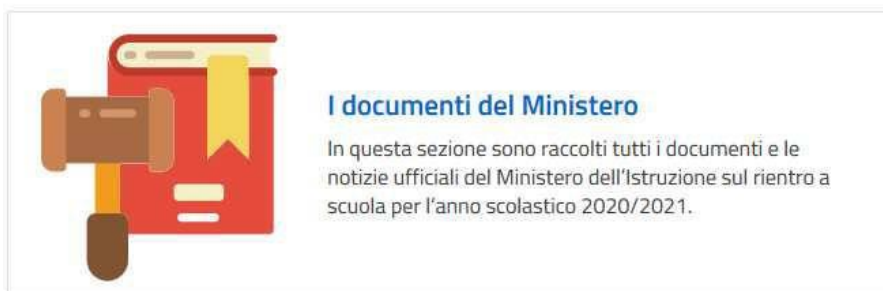 I documenti del Ministero
In questa sezione sono raccolti tutti i documenti e le
notizie ufficiali del Ministero dell'Istruzione sul rientro a
scuola per l'anno scolastico 2020/2021.